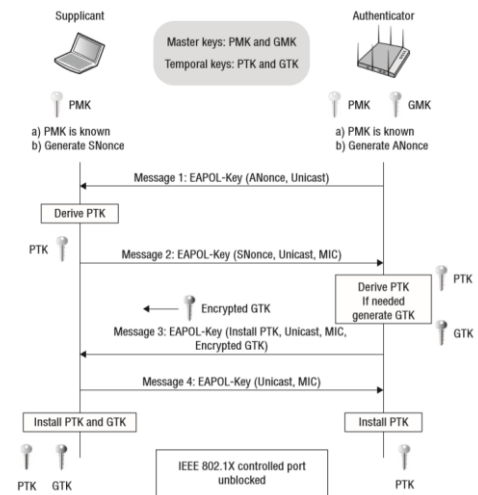 Supplicant
Authenticator
Master keys: PMK and GMK
Temporal keys: PTK and GTK
PMK
PMK
GMK
a) PMK is known
b) Generate SNonce
a) PMK is known
b) Generate ANonce
Message 1: EAPOL-Key (ANonce, Unicast)
Derive PTK
PTK
Message 2: EAPOL-Key (SNonce, Unicast, MIC)
Derive PTK
If needed
generate GTK
PTK
Encrypted GTK
GTK
Message 3: EAPOL-Key (Install PTK, Unicast, MIC,
Encrypted GTK)
Message 4: EAPOL-Key (Unicast, MIC)
Install PTK and GTK
Install PTK
IEEE 802.1X controlled port
unblocked
PTK
GTK
PTK